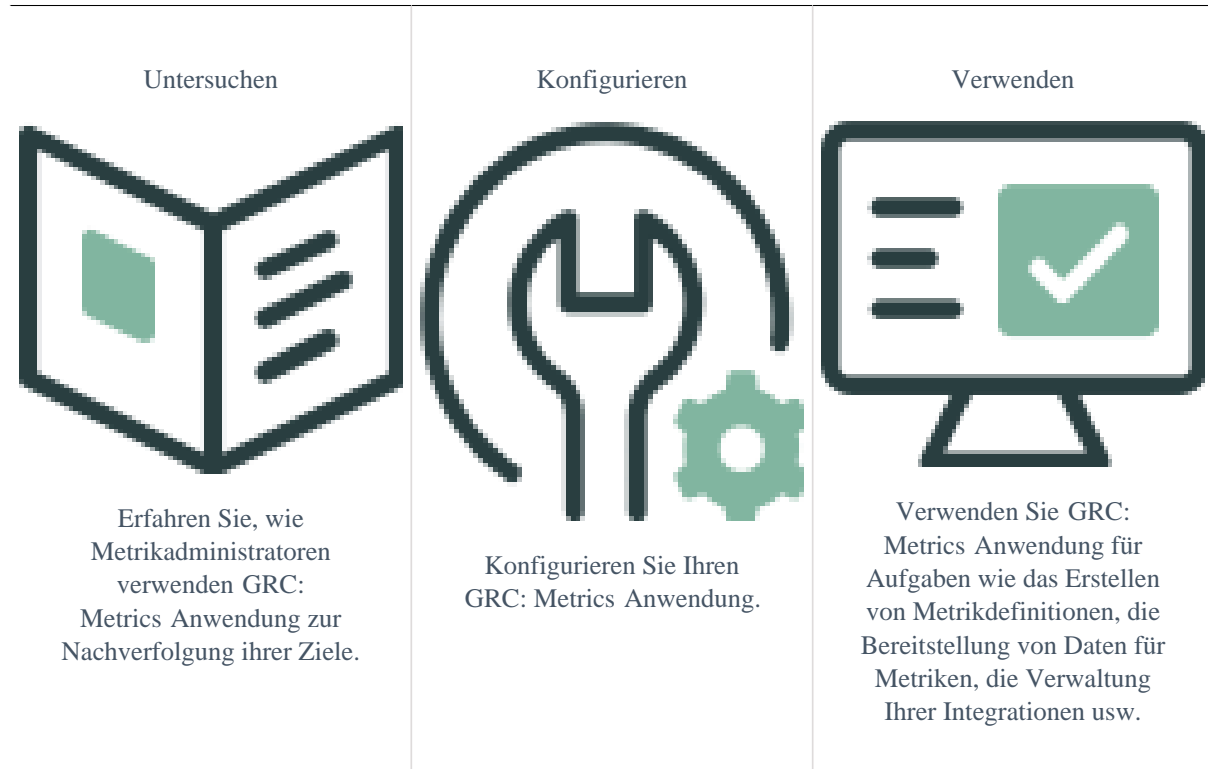 Untersuchen
Erfahren Sie, wie
Metrikadministratoren
verwenden GRC:
Metrics Anwendung zur
Nachverfolgung ihrer Ziele.
Konfigurieren
Konfigurieren Sie Ihren
GRC: Metrics Anwendung.
Verwenden
Verwenden Sie GRC:
Metrics Anwendung für
Aufgaben wie das Erstellen
von Metrikdefinitionen, die
Bereitstellung von Daten für
Metriken, die Verwaltung
Ihrer Integrationen usw.